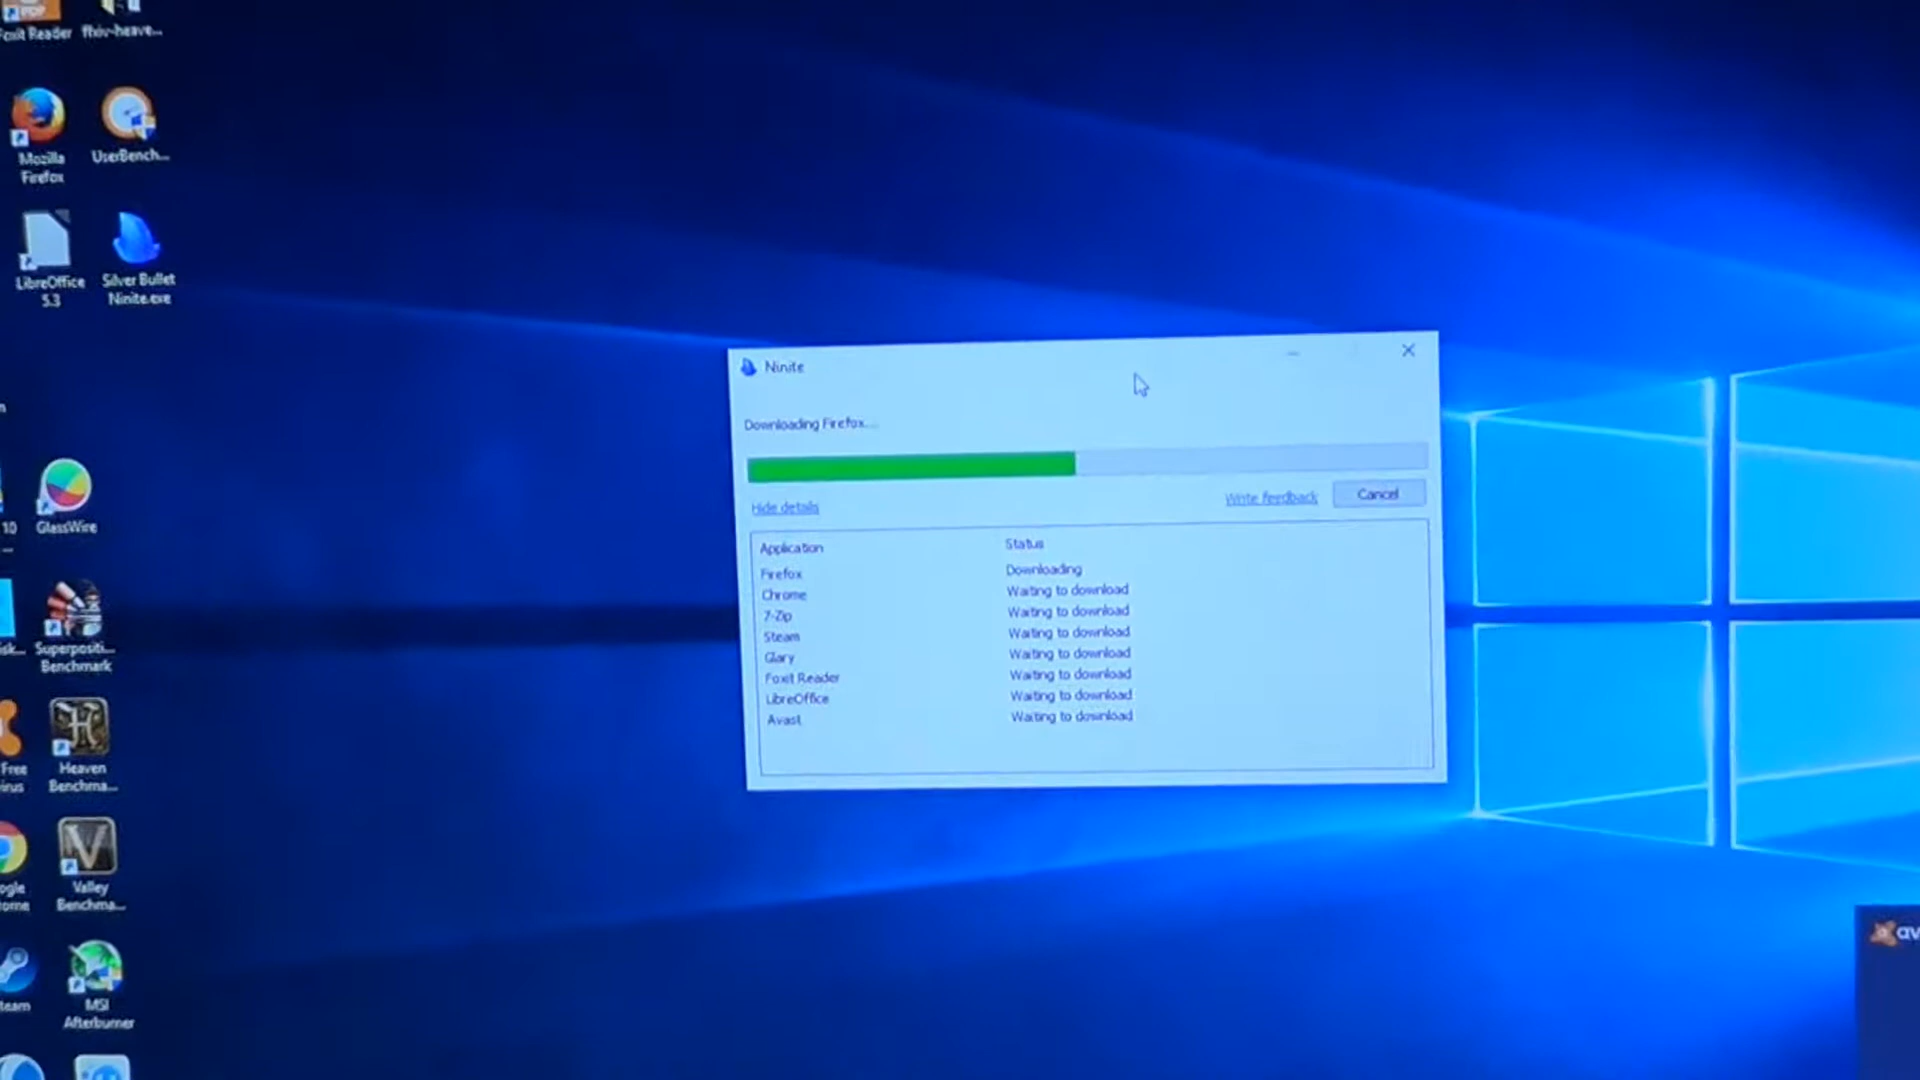 Foxit Reader
ffxiv-heave...
Mozilla
Firefox
UserBench...
LibreOffice
5.3
Silver Bullet
Ninite.exe
10
GlassWire
Superpositi...
Benchmark
Free
Heaven
Benchma...
Valley
Benchma...
MSI
Afterburner
Ninite
Downloading Firefox...
Hide details
Write feedback
Cancel
Application Status
Firefox Downloading
Chrome Waiting to download
7-Zip Waiting to download
Steam Waiting to download
Glary Waiting to download
Foxit Reader Waiting to download
LibreOffice Waiting to download
Avast Waiting to download
av